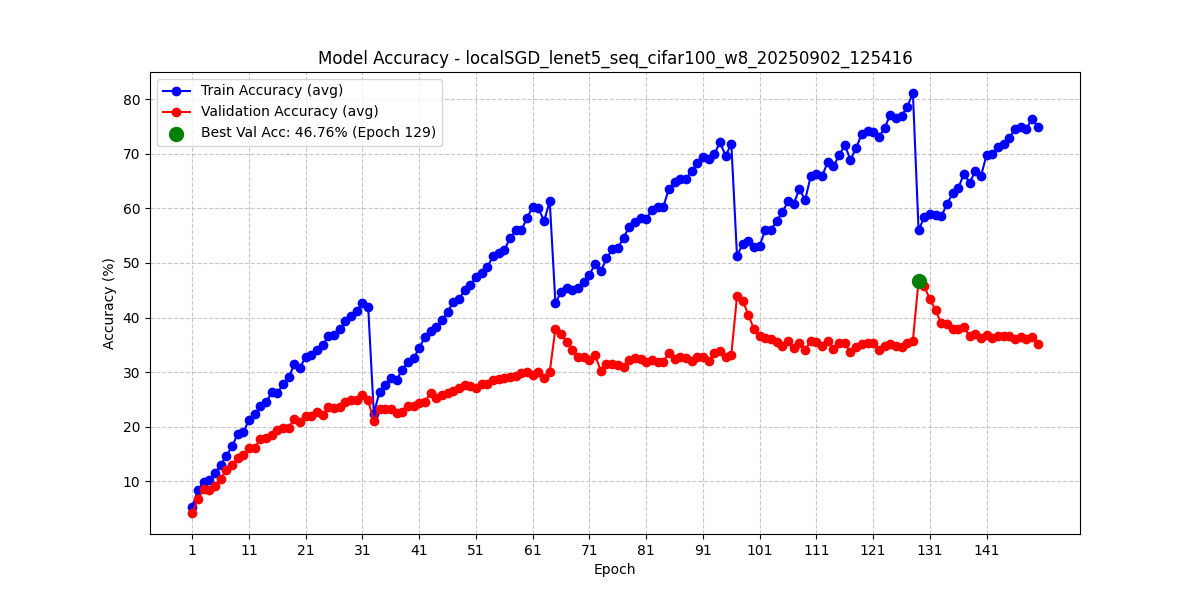 Model Accuracy - localSGD_lenet5_seq_cifar100_w8_20250902_125416
Train Accuracy (avg)
Validation Accuracy (avg)
Best Val Acc: 46.76% (Epoch 129)
Accuracy (%)
80
70
60
50
40
30
20
10
1 11 21 31 41 51 61 71 81 91 101 111 121 131 141
Epoch